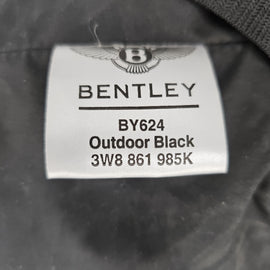 B
BENTLEY
BY624
Outdoor Black
3W8 861 985K